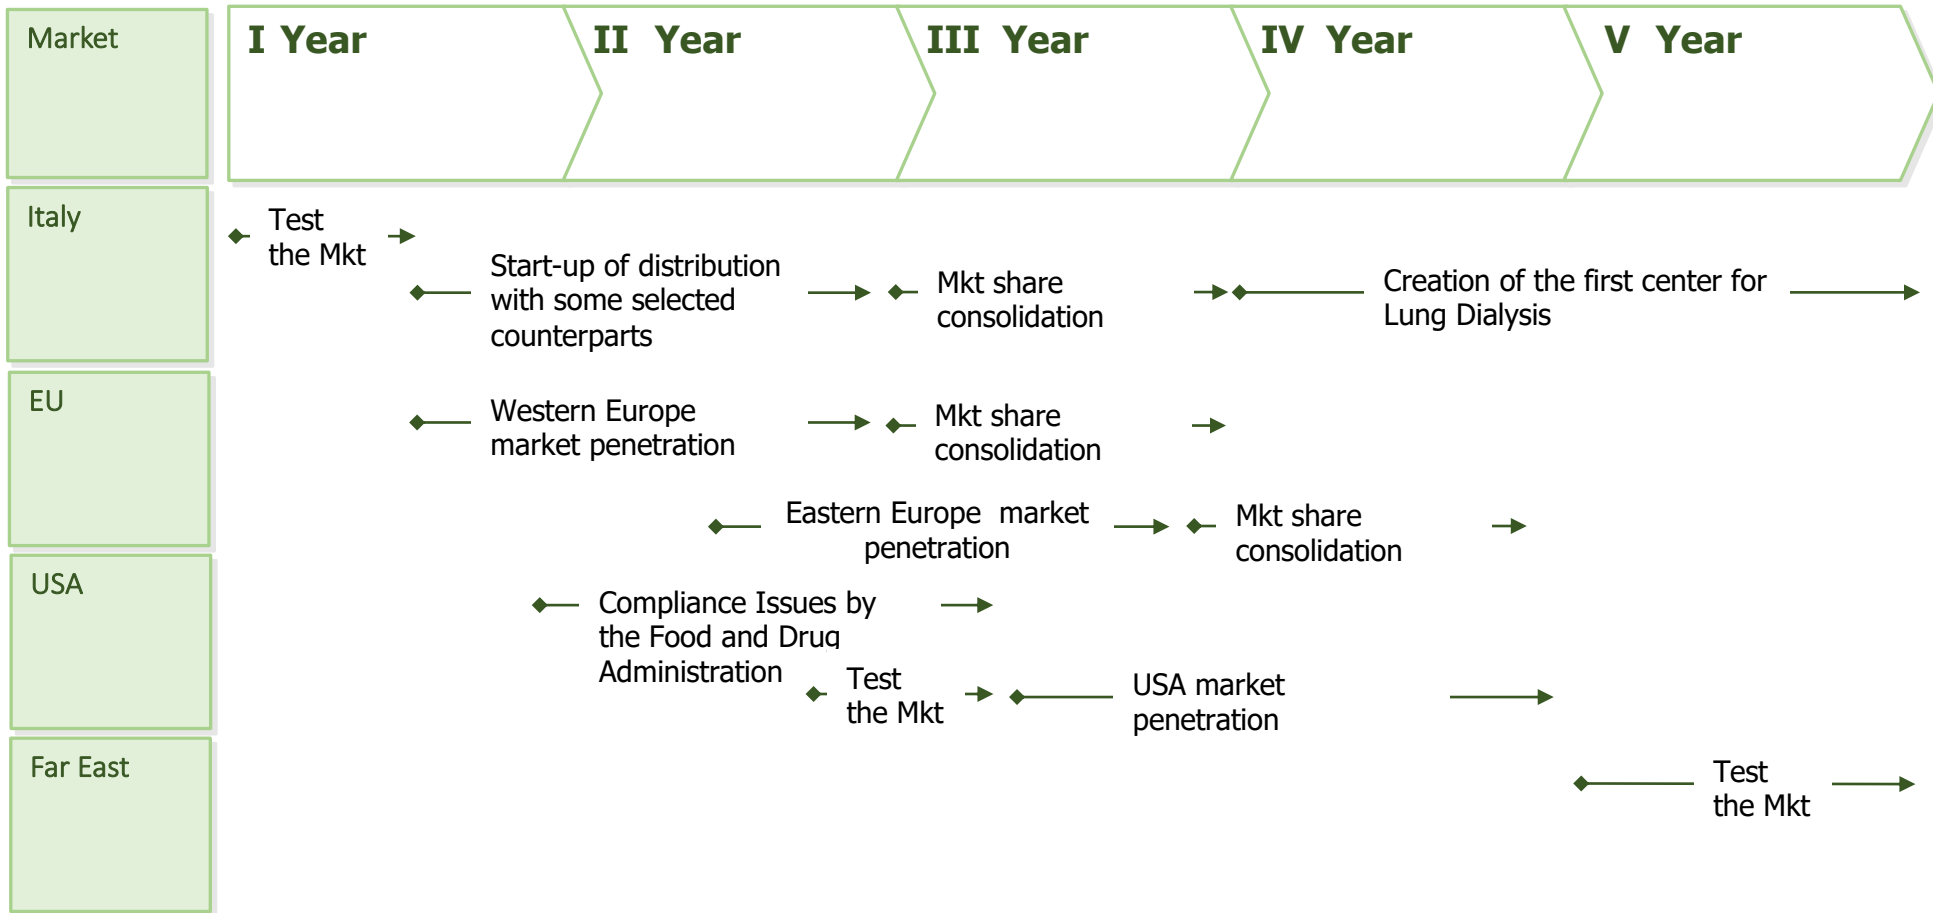 Market
I Year
II Year
III Year
IV Year
V Year
Italy
Test
the Mkt
Start-up of distribution
with some selected
counterparts
Mkt share
consolidation
Creation of the first center for
Lung Dialysis
EU
Western Europe
market penetration
Mkt share
consolidation
Eastern Europe market
penetration
Mkt share
consolidation
USA
Compliance Issues by
the Food and Drug
Administration
Test
the Mkt
USA market
penetration
Far East
Test
the Mkt